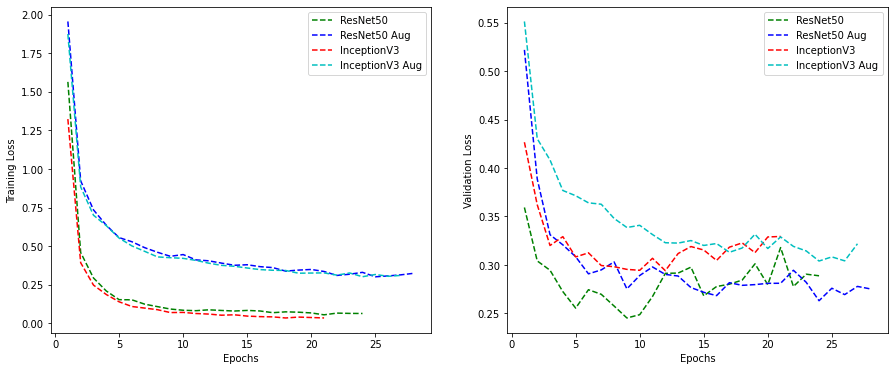 ResNet50
ResNet50 Aug
InceptionV3
InceptionV3 Aug
Training Loss
2.00
1.75
1.50
1.25
1.00
0.75
0.50
0.25
0.00
0 5 10 15 20 25
Epochs
ResNet50
ResNet50 Aug
InceptionV3
InceptionV3 Aug
Validation Loss
0.55
0.50
0.45
0.40
0.35
0.30
0.25
0 5 10 15 20 25
Epochs